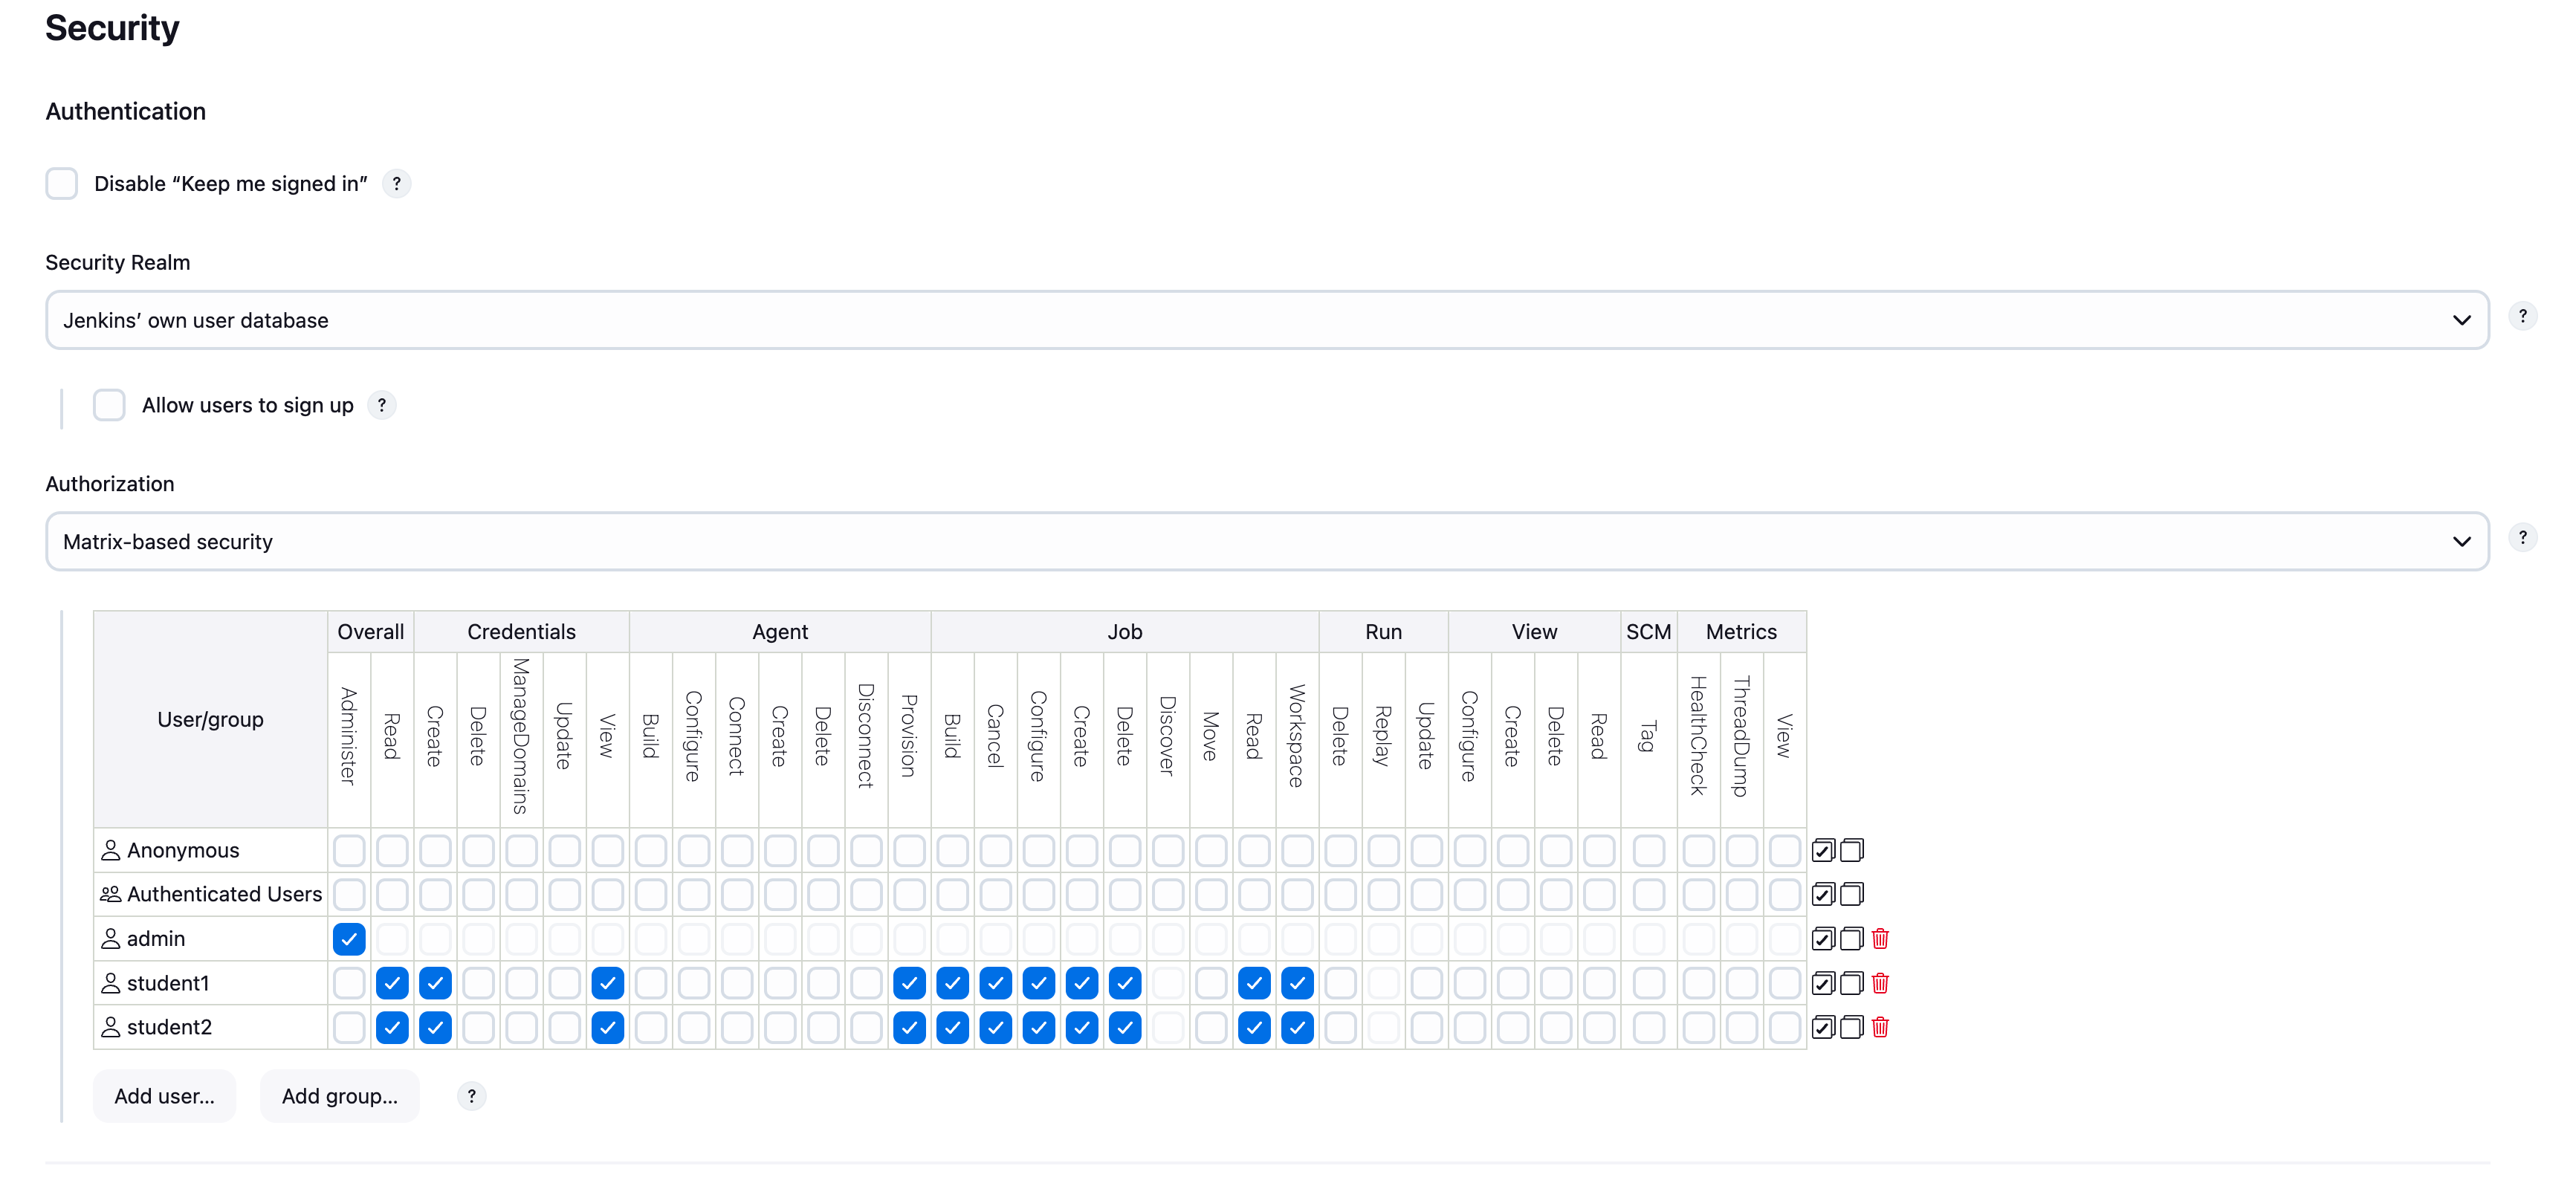 Security
Authentication
Disable “Keep me signed in” ?
Security Realm
Jenkins’ own user database ?
Allow users to sign up ?
Authorization
Matrix-based security ?
User/group Overall Credentials Agent Job Run View SCM Metrics
Administer Read Create Delete ManageDomains Update View Build Configure Connect Create Delete Disconnect Provision Build Cancel Configure Create Delete Discover Move Read Workspace Delete Replay Update Configure Create Delete Read Tag HealthCheck ThreadDump View
Anonymous
Authenticated Users
admin
student1
student2
Add user... Add group... ?